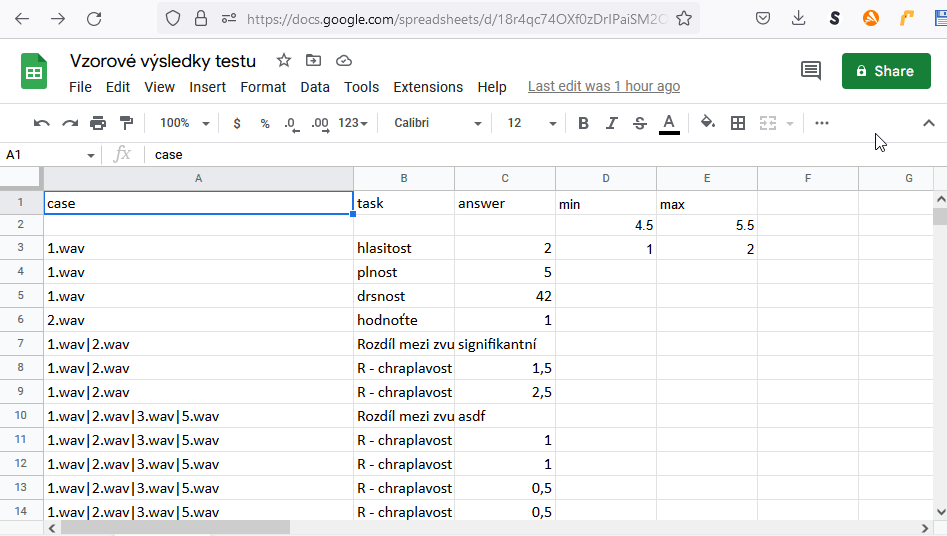 https://docs.google.com/spreadsheets/d/18r4qc74OXf0zDrIPaiSM2
Vzorové výsledky testu
File Edit View Insert Format Data Tools Extensions Help Last edit was 1 hour ago
Share
100% $ % .0 .00 123 Calibri 12 B I S A
A1 fx case
A B C D E F G
1 case task answer min max
2 4.5 5.5
3 1.wav hlasitost 2 1 2
4 1.wav plnost 5
5 1.wav drsnost 42
6 2.wav hodnoťte 1
7 1.wav|2.wav Rozdíl mezi zvu signifikantní
8 1.wav|2.wav R - chraplavost 1,5
9 1.wav|2.wav R - chraplavost 2,5
10 1.wav|2.wav|3.wav|5.wav Rozdíl mezi zvu asdf
11 1.wav|2.wav|3.wav|5.wav R - chraplavost 1
12 1.wav|2.wav|3.wav|5.wav R - chraplavost 1
13 1.wav|2.wav|3.wav|5.wav R - chraplavost 0,5
14 1.wav|2.wav|3.wav|5.wav R - chraplavost 0,5